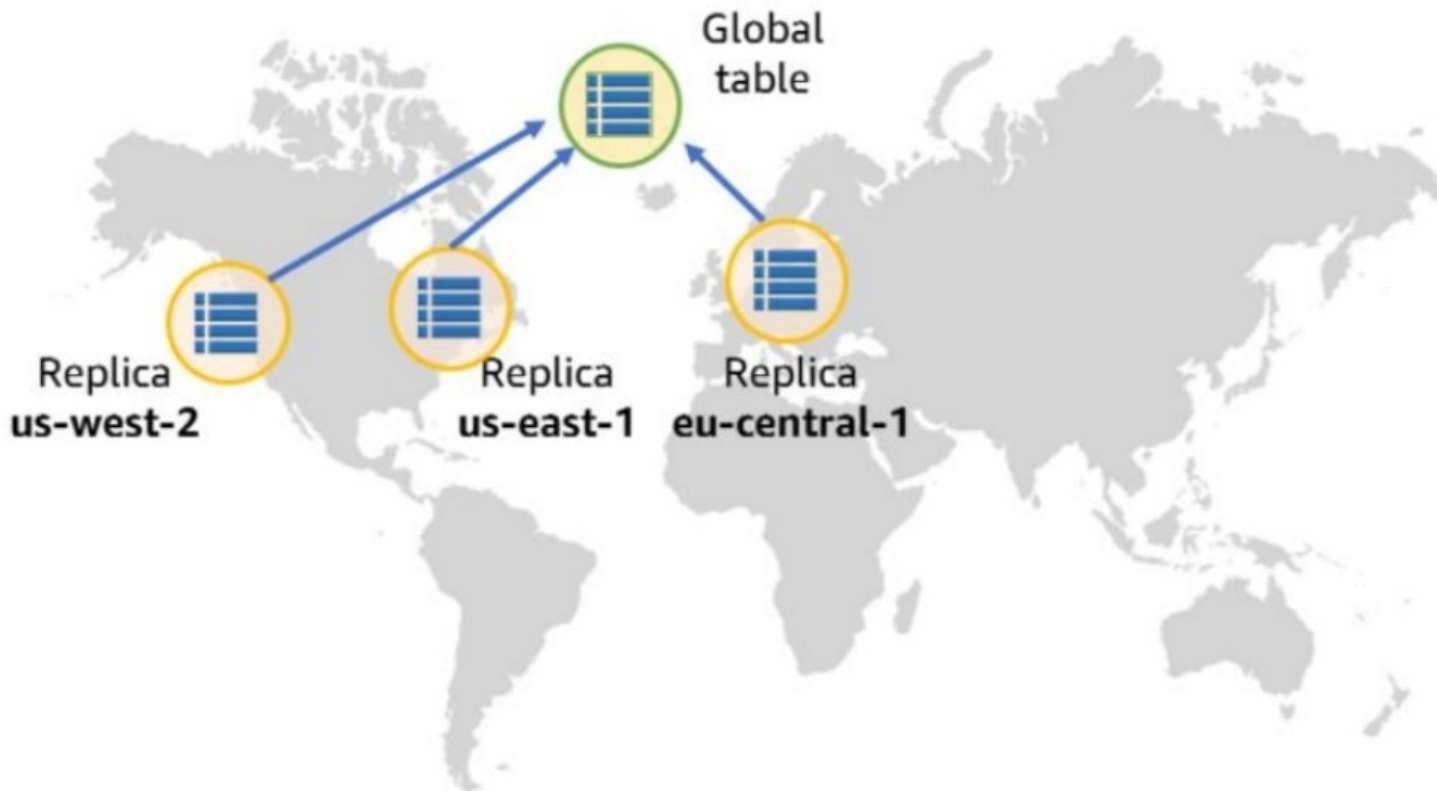 Global
table
Replica
us-west-2
Replica
us-east-1
Replica
eu-central-1